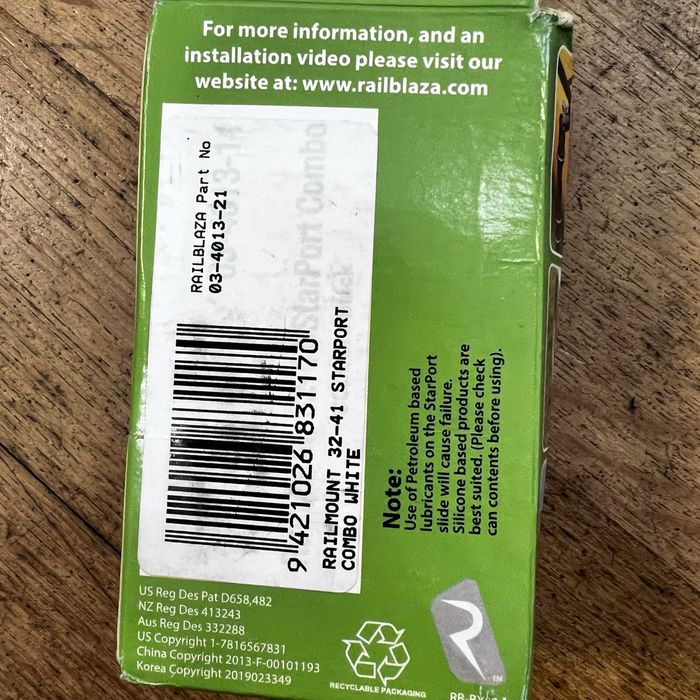 For more information, and an
installation video please visit our
website at: www.railblaza.com
RAILBLAZA Part No
03-4013-21
9 421026 831170
RAILMOUNT 32-41 STARPORT
COMBO WHITE
Note:
Use of Petroleum based
lubricants on the StarPort
slide will cause failure.
Silicone based products are
best suited. (Please check
can contents before using).
US Reg Des Pat D658,482
NZ Reg Des 413243
Aus Reg Des 332288
US Copyright 1-7816567831
China Copyright 2013-F-00101193
Korea Copyright 2019023349
RECYCLABLE PACKAGING
R
TM